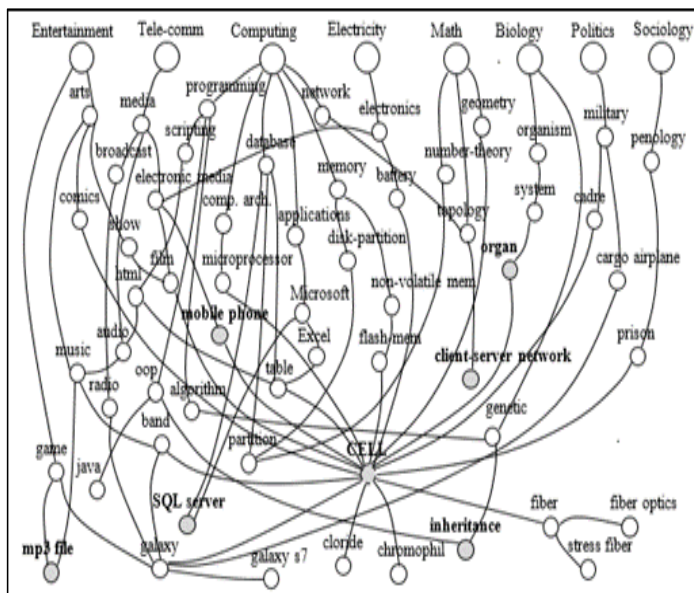 Entertainment Tele-comm Computing Electricity Math Biology Politics Sociology
arts
media
programming
network
geometry
military
scripting
electronics
organism
penology
broadcast
database
number-theory
electronic media
memory
battery
system
comics
comp. arch.
applications
topology
cadre
show
disk-partition
organ
html
film
microprocessor
non-volatile mem
cargo airplane
mobile phone
Microsoft
audio
Excel
flash-mem
client-server network
prison
music
radio
oop
algorithm
table
genetic
band
game
java
partition
CELL
SQL server
inheritance
fiber
fiber optics
mp3 file
galaxy
galaxy s7
cloride
chromophil
stress fiber